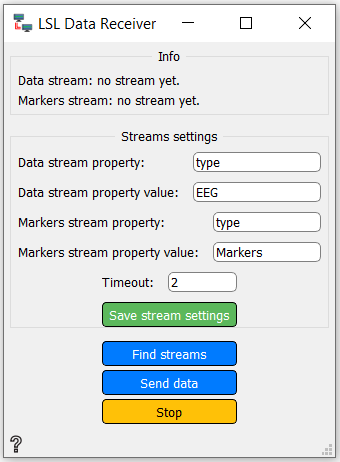 LSL Data Receiver
Info
Data stream: no stream yet.
Markers stream: no stream yet.
Streams settings
Data stream property: type
Data stream property value: EEG
Markers stream property: type
Markers stream property value: Markers
Timeout: 2
Save stream settings
Find streams
Send data
Stop
?